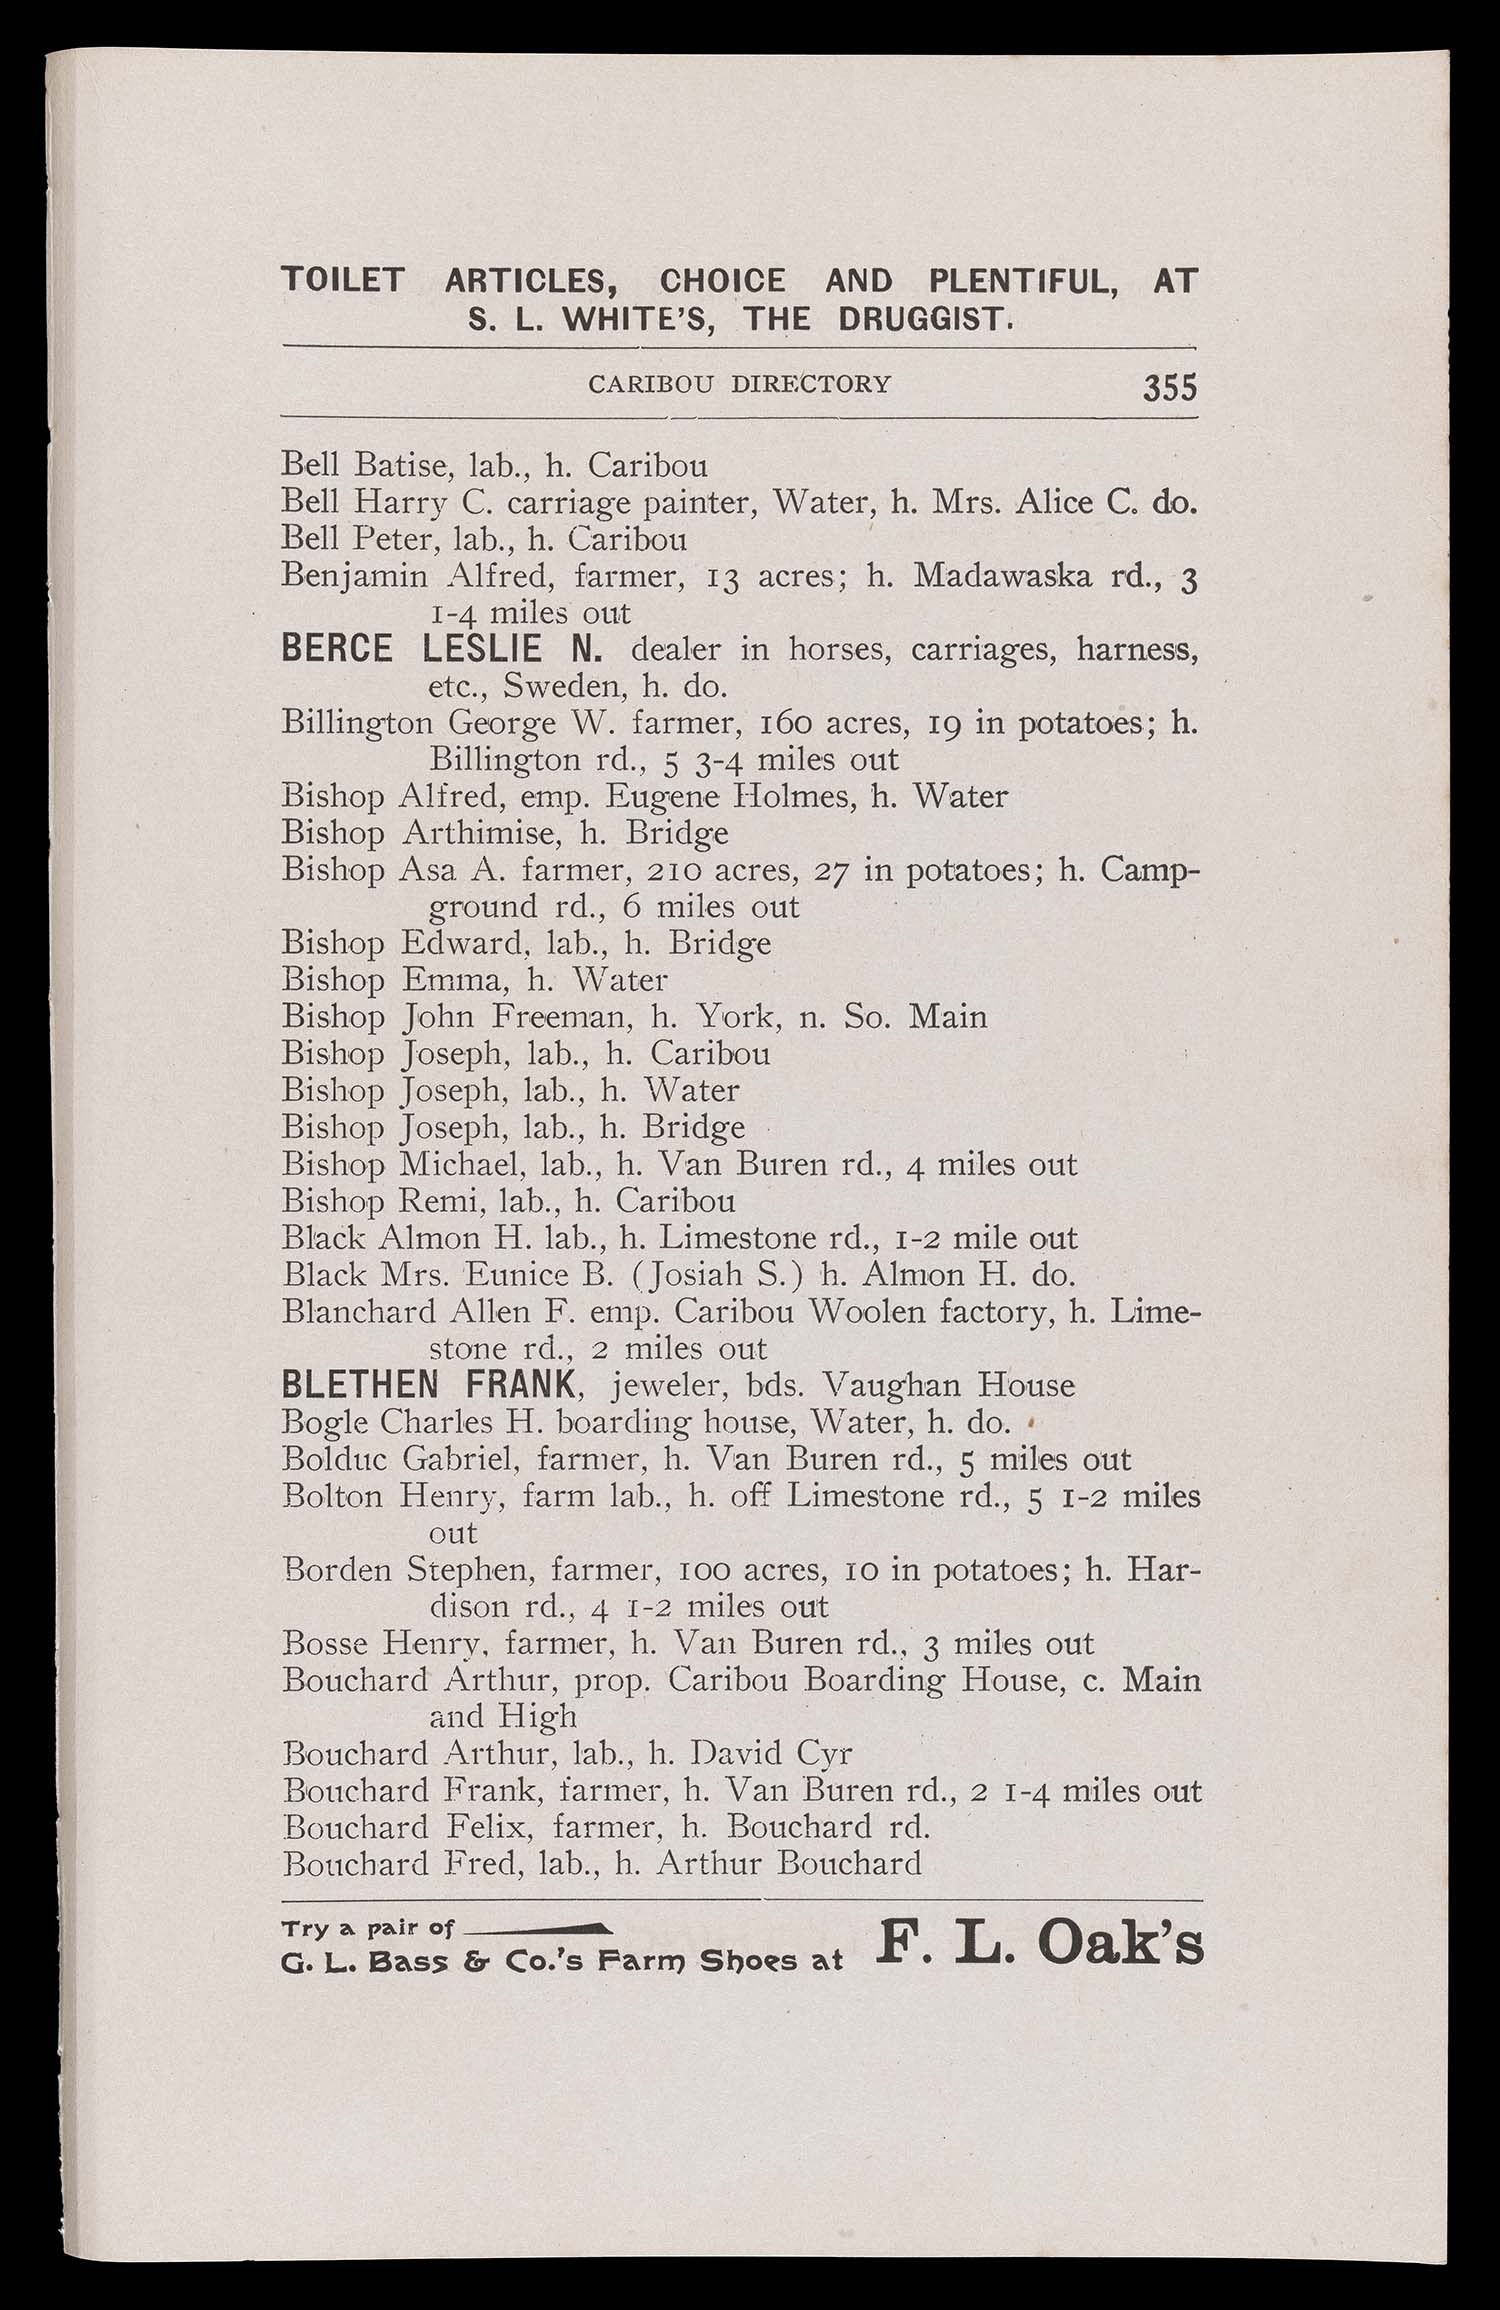 TOILET ARTICLES, CHOICE AND PLENTIFUL, AT
S. L. WHITE'S, THE DRUGGIST.
CARIBOU DIRECTORY 355
Bell Batise, lab., h. Caribou
Bell Harry C. carriage painter, Water, h. Mrs. Alice C. do.
Bell Peter, lab., h. Caribou
Benjamin Alfred, farmer, 13 acres; h. Madawaska rd., 3
1-4 miles out
BERCE LESLIE N. dealer in horses, carriages, harness,
etc., Sweden, h. do.
Billington George W. farmer, 160 acres, 19 in potatoes; h.
Billington rd., 5 3-4 miles out
Bishop Alfred, emp. Eugene Holmes, h. Water
Bishop Arthimise, h. Bridge
Bishop Asa A. farmer, 210 acres, 27 in potatoes; h. Camp-
ground rd., 6 miles out
Bishop Edward, lab., h. Bridge
Bishop Emma, h. Water
Bishop John Freeman, h. York, n. So. Main
Bishop Joseph, lab., h. Caribou
Bishop Joseph, lab., h. Water
Bishop Joseph, lab., h. Bridge
Bishop Michael, lab., h. Van Buren rd., 4 miles out
Bishop Remi, lab., h. Caribou
Black Almon H. lab., h. Limestone rd., 1-2 mile out
Black Mrs. Eunice B. (Josiah S.) h. Almon H. do.
Blanchard Allen F. emp. Caribou Woolen factory, h. Lime-
stone rd., 2 miles out
BLETHEN FRANK, jeweler, bds. Vaughan House
Bogle Charles H. boarding house, Water, h. do.
Bolduc Gabriel, farmer, h. Van Buren rd., 5 miles out
Bolton Henry, farm lab., h. off Limestone rd., 5 1-2 miles
out
Borden Stephen, farmer, 100 acres, 10 in potatoes; h. Har-
dison rd., 4 1-2 miles out
Bosse Henry, farmer, h. Van Buren rd., 3 miles out
Bouchard Arthur, prop. Caribou Boarding House, c. Main
and High
Bouchard Arthur, lab., h. David Cyr
Bouchard Frank, farmer, h. Van Buren rd., 2 1-4 miles out
Bouchard Felix, farmer, h. Bouchard rd.
Bouchard Fred, lab., h. Arthur Bouchard
Try a pair of
G. L. Bass & Co.'s Farm Shoes at F. L. Oak's